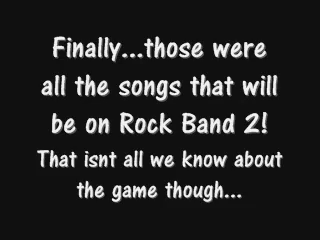 Finally...those were
all the songs that will
be on Rock Band 2!
That isnt all we know about
the game though...